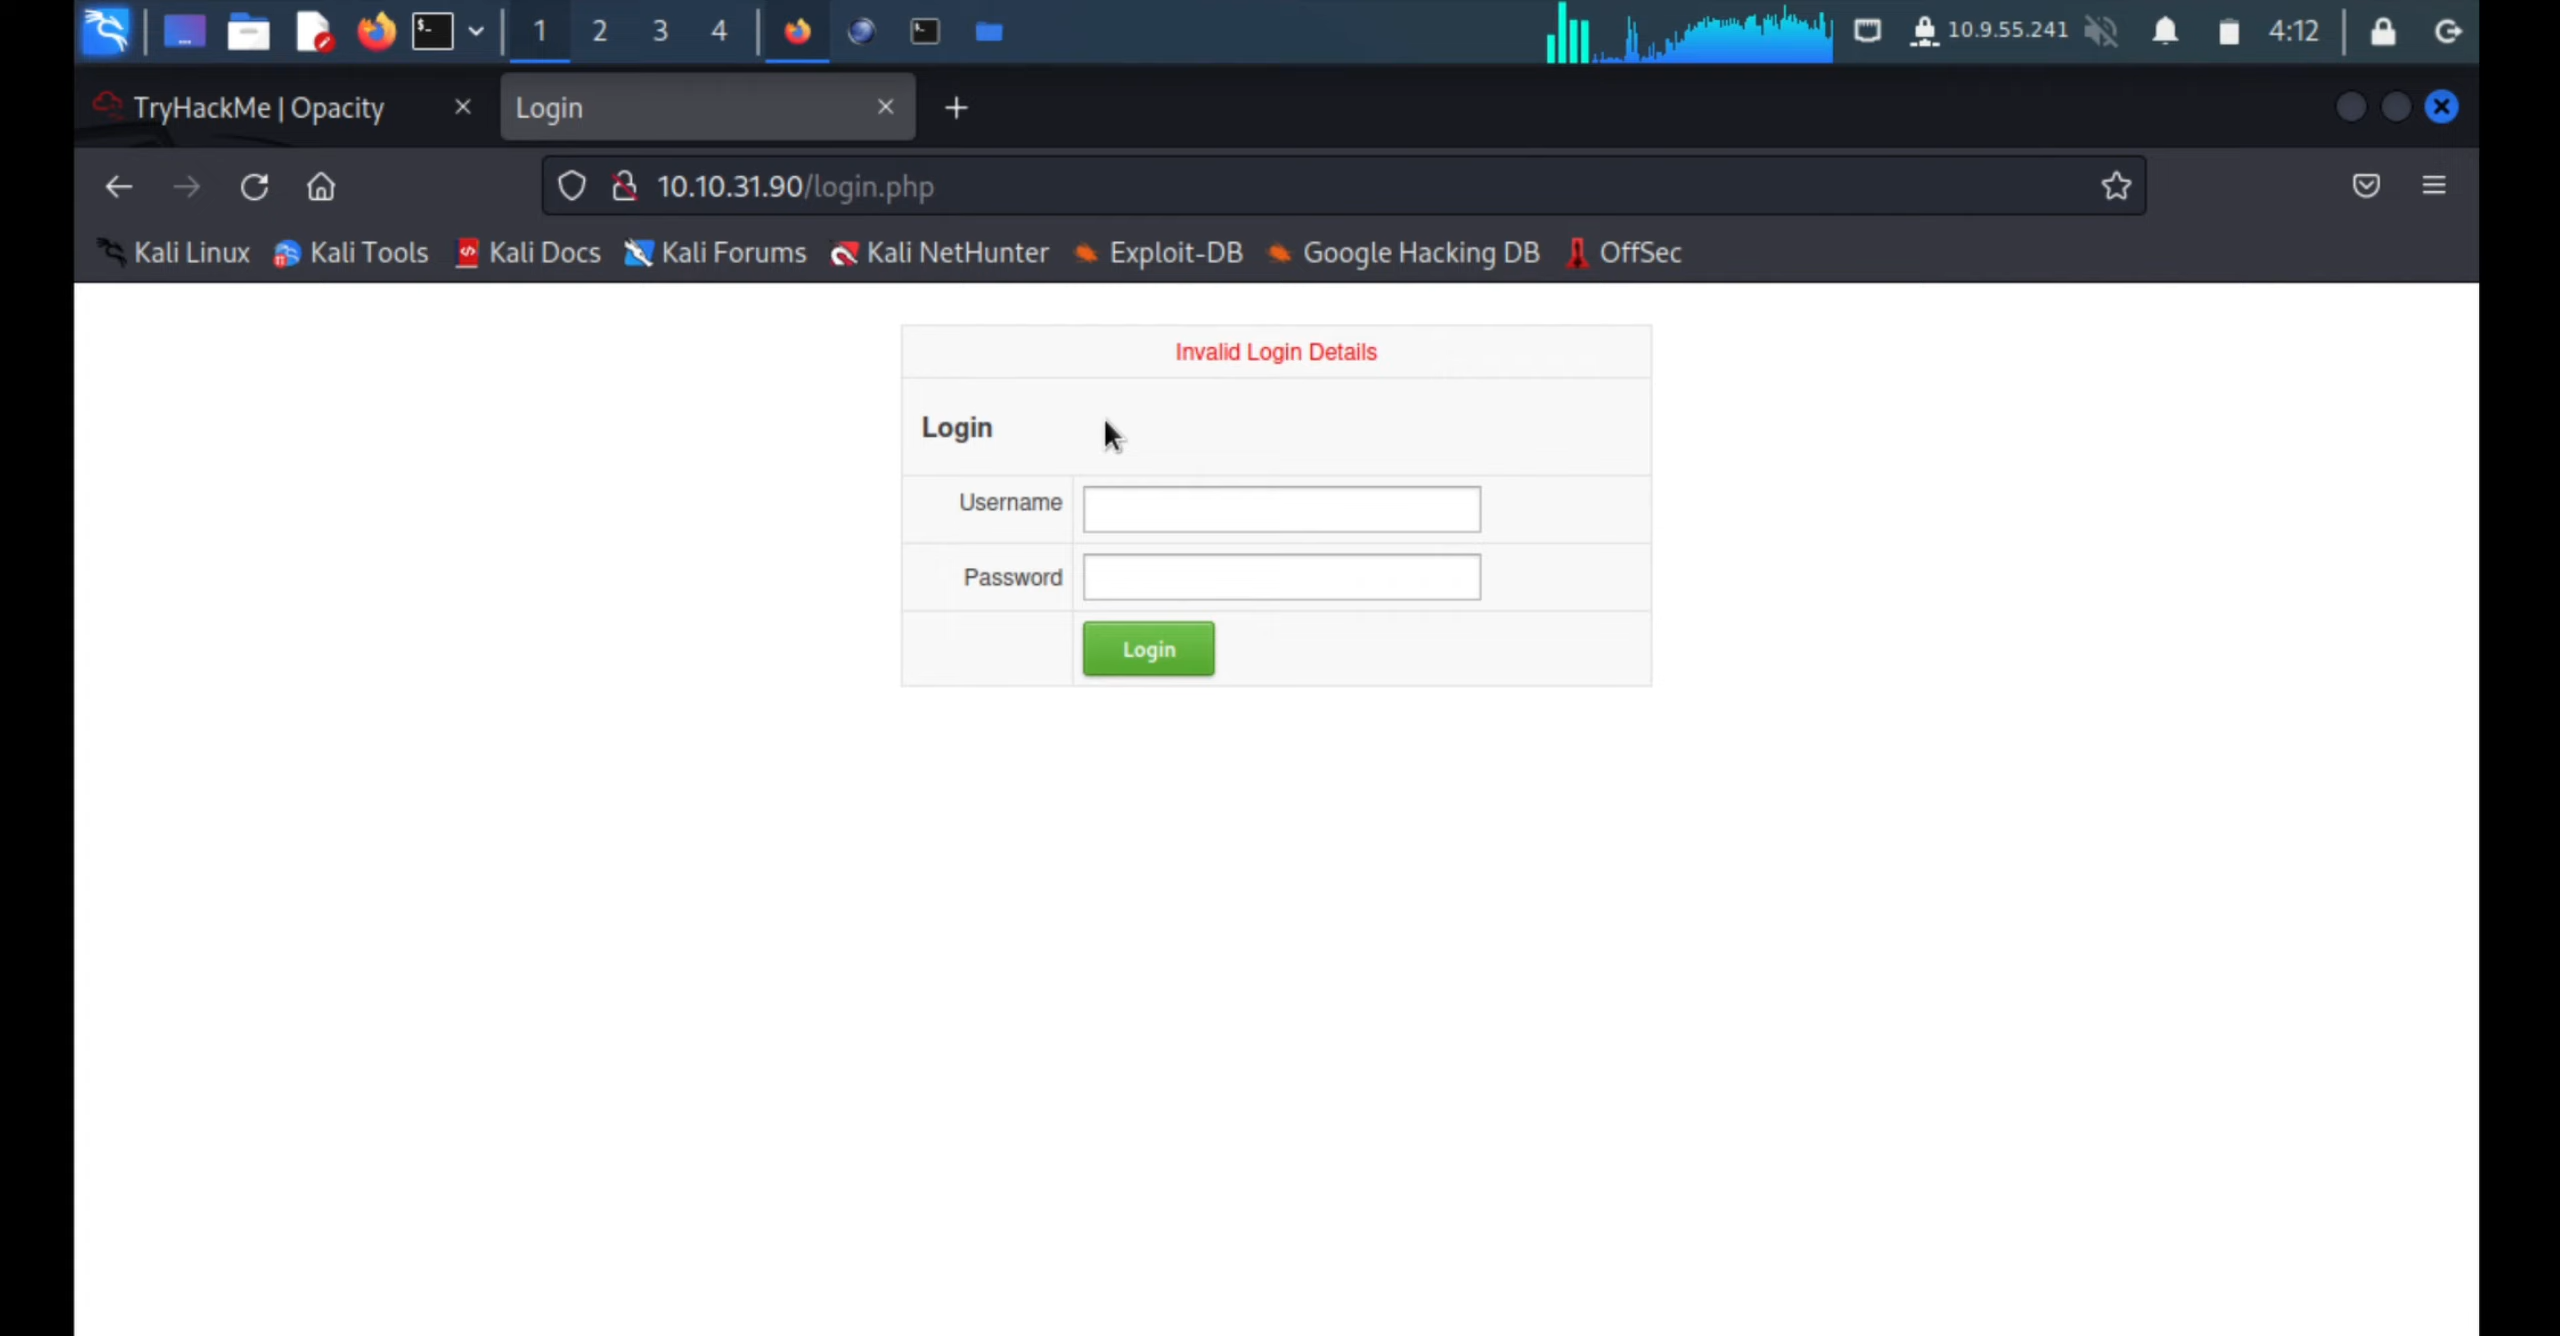 1 2 3 4 10.9.55.241 4:12
TryHackMe | Opacity Login
10.10.31.90/login.php
Kali Linux Kali Tools Kali Docs Kali Forums Kali NetHunter Exploit-DB Google Hacking DB OffSec
Invalid Login Details
Login
Username
Password
Login